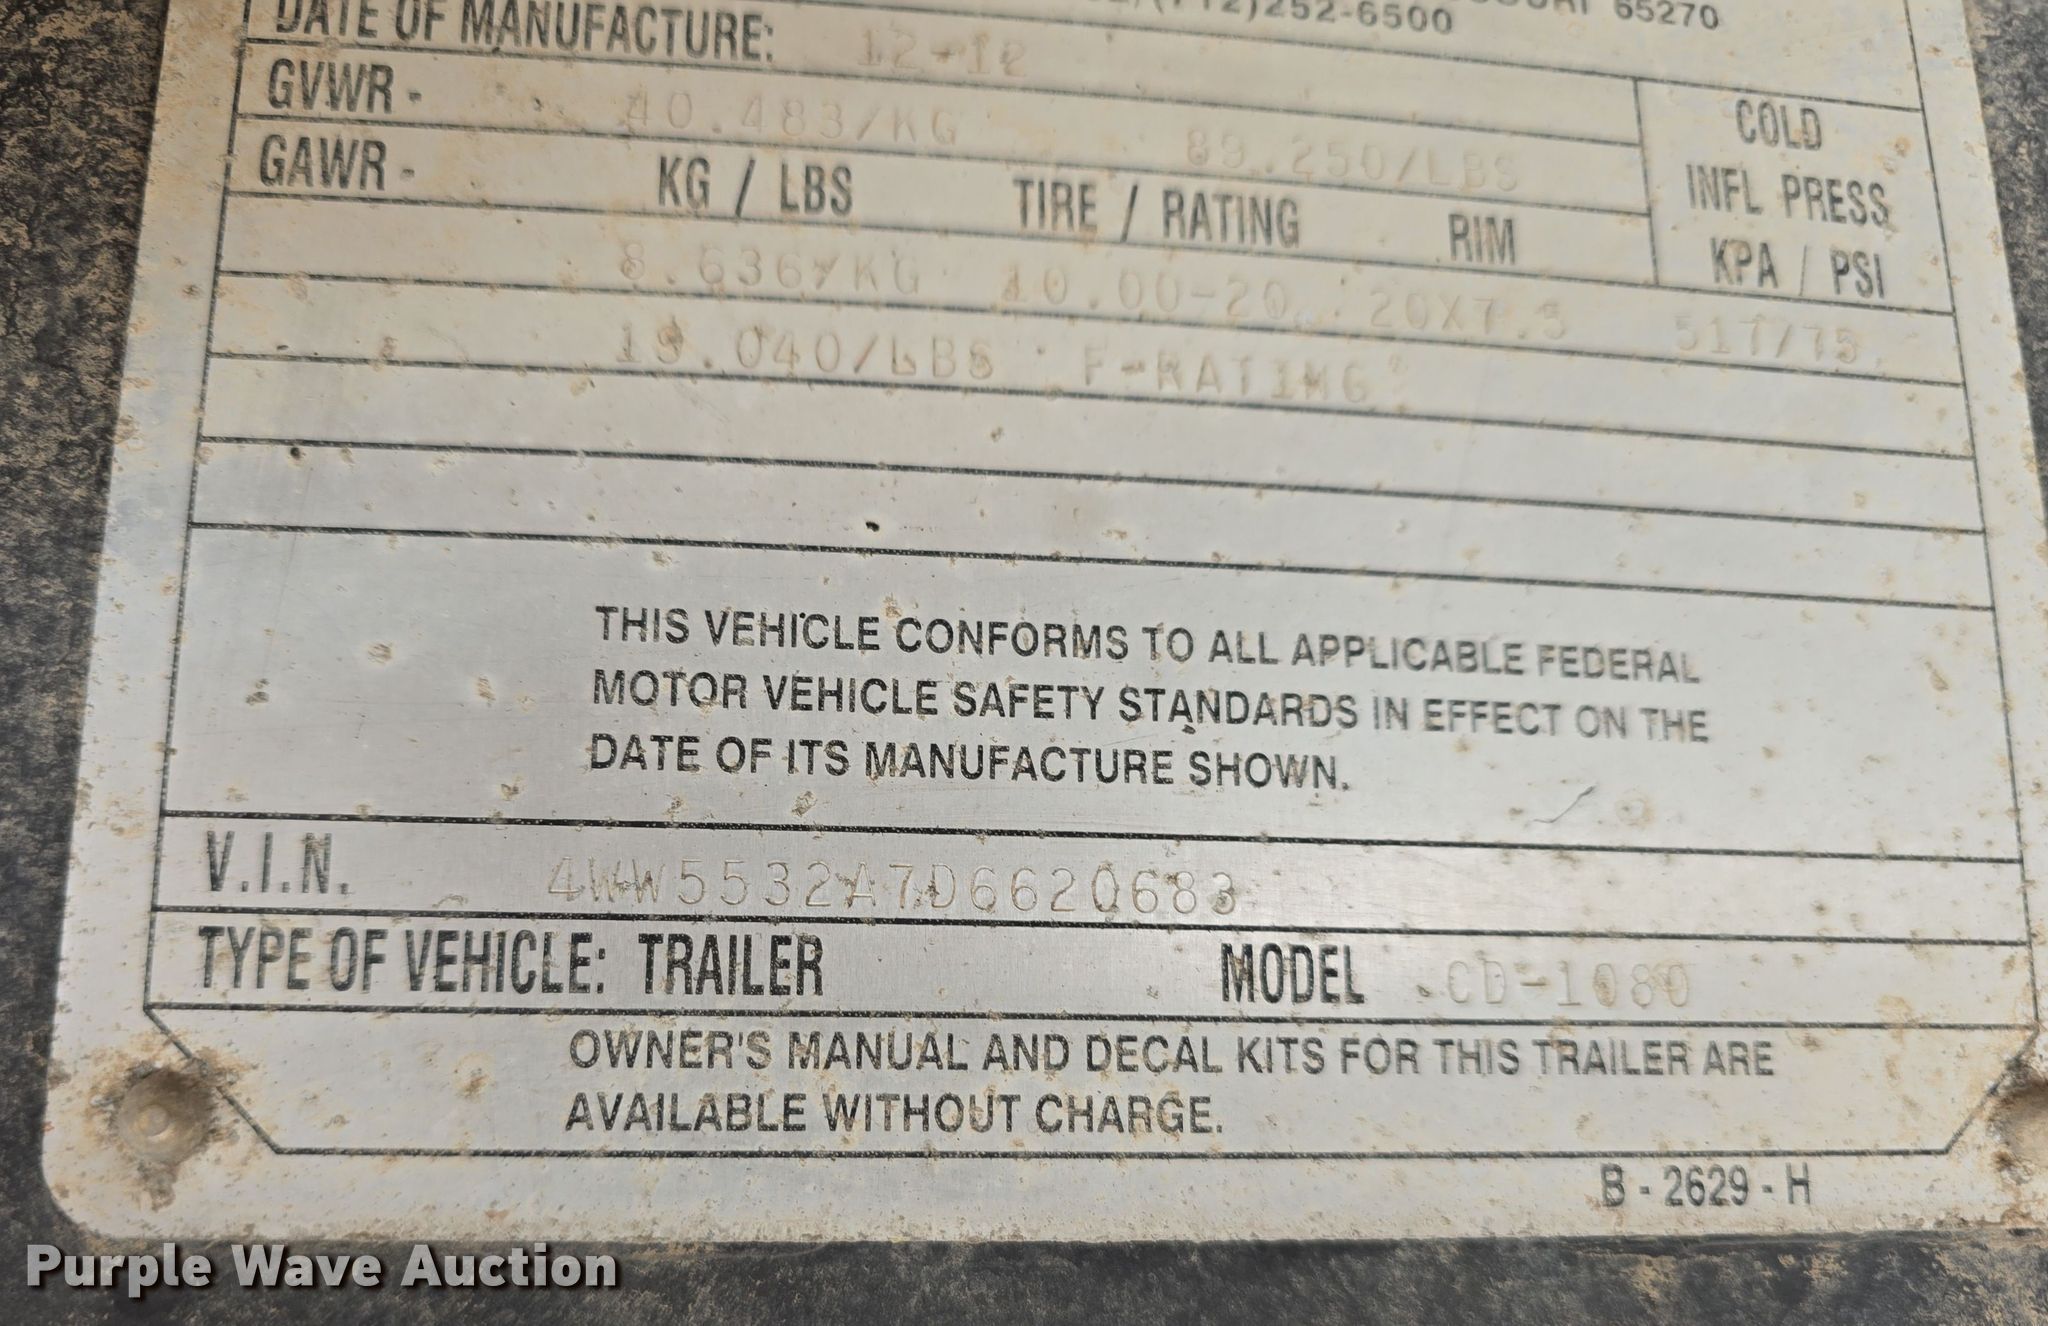 65270
252-6500
DATE OF MANUFACTURE: 12-12
GVWR - 40.483/KG 89.250/LBS
COLD
INFL PRESS
KPA / PSI
GAWR - KG / LBS TIRE / RATING RIM
8.636/KG 10.00-20 20X7.5 517/75
19.040/LBS F-RATING
THIS VEHICLE CONFORMS TO ALL APPLICABLE FEDERAL
MOTOR VEHICLE SAFETY STANDARDS IN EFFECT ON THE
DATE OF ITS MANUFACTURE SHOWN.
V.I.N. 4WW5532A7D6620683
TYPE OF VEHICLE: TRAILER MODEL CD-1080
OWNER'S MANUAL AND DECAL KITS FOR THIS TRAILER ARE
AVAILABLE WITHOUT CHARGE.
B - 2629 - H
Purple Wave Auction